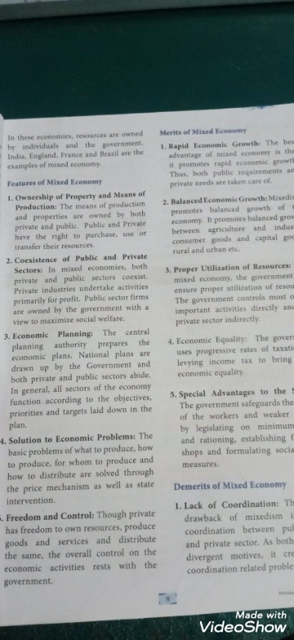 In these economies, resources are owned
by individuals and the government.
India, England, France and Brazil are the
examples of mixed economy.
Features of Mixed Economy
1. Ownership of Property and Means of
Production: The means of production
and properties are owned by both
private and public. Public and Private
have the right to purchase, use or
transfer their resources.
2. Coexistence of Public and Private
Sectors: In mixed economies, both
private and public sectors coexist.
Private industries undertake activities
primarily for profit. Public sector firms
are owned by the government with a
view to maximize social welfare.
3. Economic Planning: The central
planning authority prepares the
economic plans. National plans are
drawn up by the Government and
both private and public sectors abide.
In general, all sectors of the economy
function according to the objectives,
priorities and targets laid down in the
plan.
4. Solution to Economic Problems: The
basic problems of what to produce, how
to produce, for whom to produce and
how to distribute are solved through
the price mechanism as well as state
intervention.
Freedom and Control: Though private
has freedom to own resources, produce
goods and services and distribute
the same, the overall control on the
economic activities rests with the
government.
Merits of Mixed Economy
1. Rapid Economic Growth: The
advantage of mixed economy is
it promotes rapid economic
Thus, both public requirements
private needs are taken care of.
2. Balanced Economic Growth:
promotes balanced growth of
economy. It promotes balanced
between agriculture and
consumer goods and capital
rural and urban etc.
3. Proper Utilization of Resources:
mixed economy, the government
ensure proper utilization of
The government controls most
important activities directly
private sector indirectly.
4. Economic Equality: The
uses progressive rates of
levying income tax to bring
economic equality.
5. Special Advantages to the
The government safeguards the
of the workers and weaker
by legislating on minimum
and rationing, establishing
shops and formulating
measures.
Demerits of Mixed Economy
1. Lack of Coordination:
drawback of mixedism
coordination between
and private sector. As both
divergent motives, it
coordination related
Made with
VideoShow